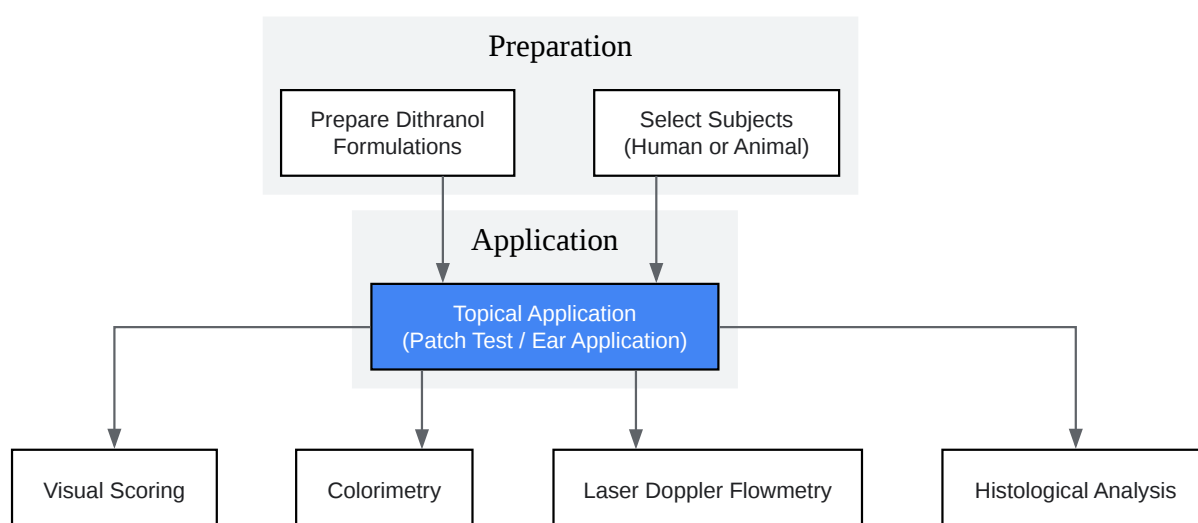 Preparation
Prepare Dithranol
Formulations
Select Subjects
(Human or Animal)
Application
Topical Application
(Patch Test / Ear Application)
Visual Scoring
Colorimetry
Laser Doppler Flowmetry
Histological Analysis